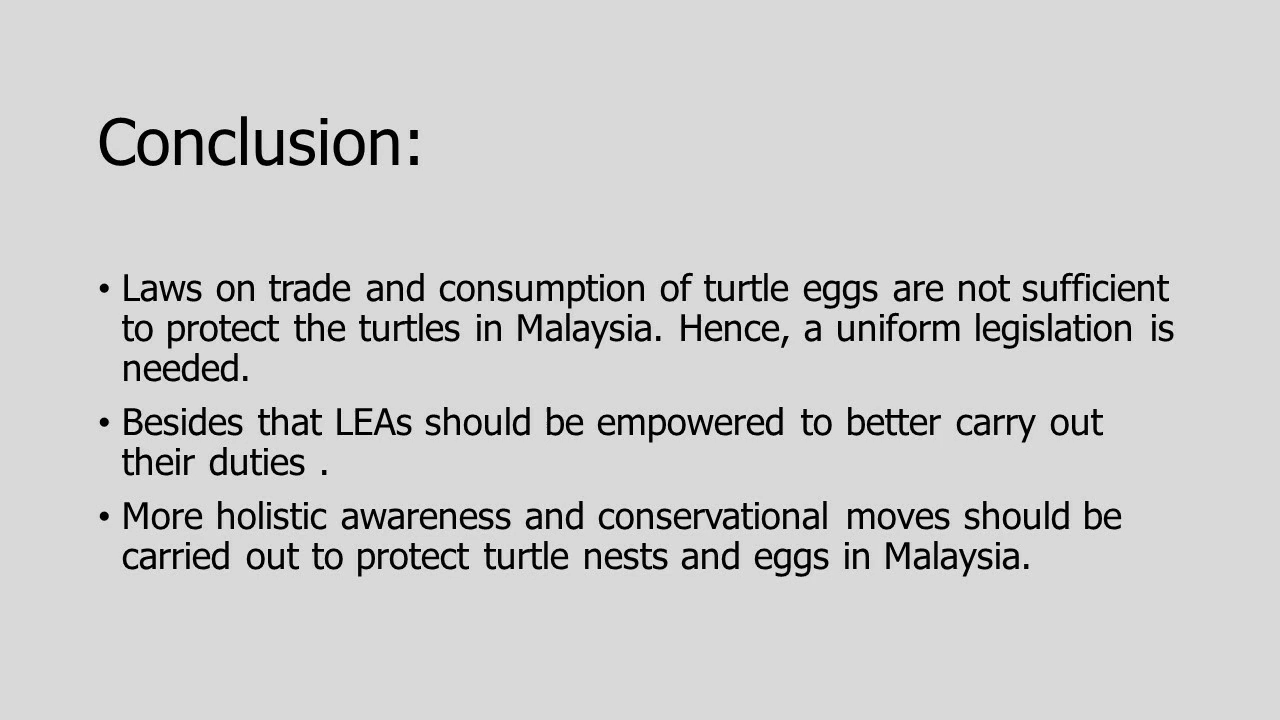 Conclusion:
• Laws on trade and consumption of turtle eggs are not sufficient
to protect the turtles in Malaysia. Hence, a uniform legislation is
needed.
• Besides that LEAs should be empowered to better carry out
their duties .
• More holistic awareness and conservational moves should be
carried out to protect turtle nests and eggs in Malaysia.